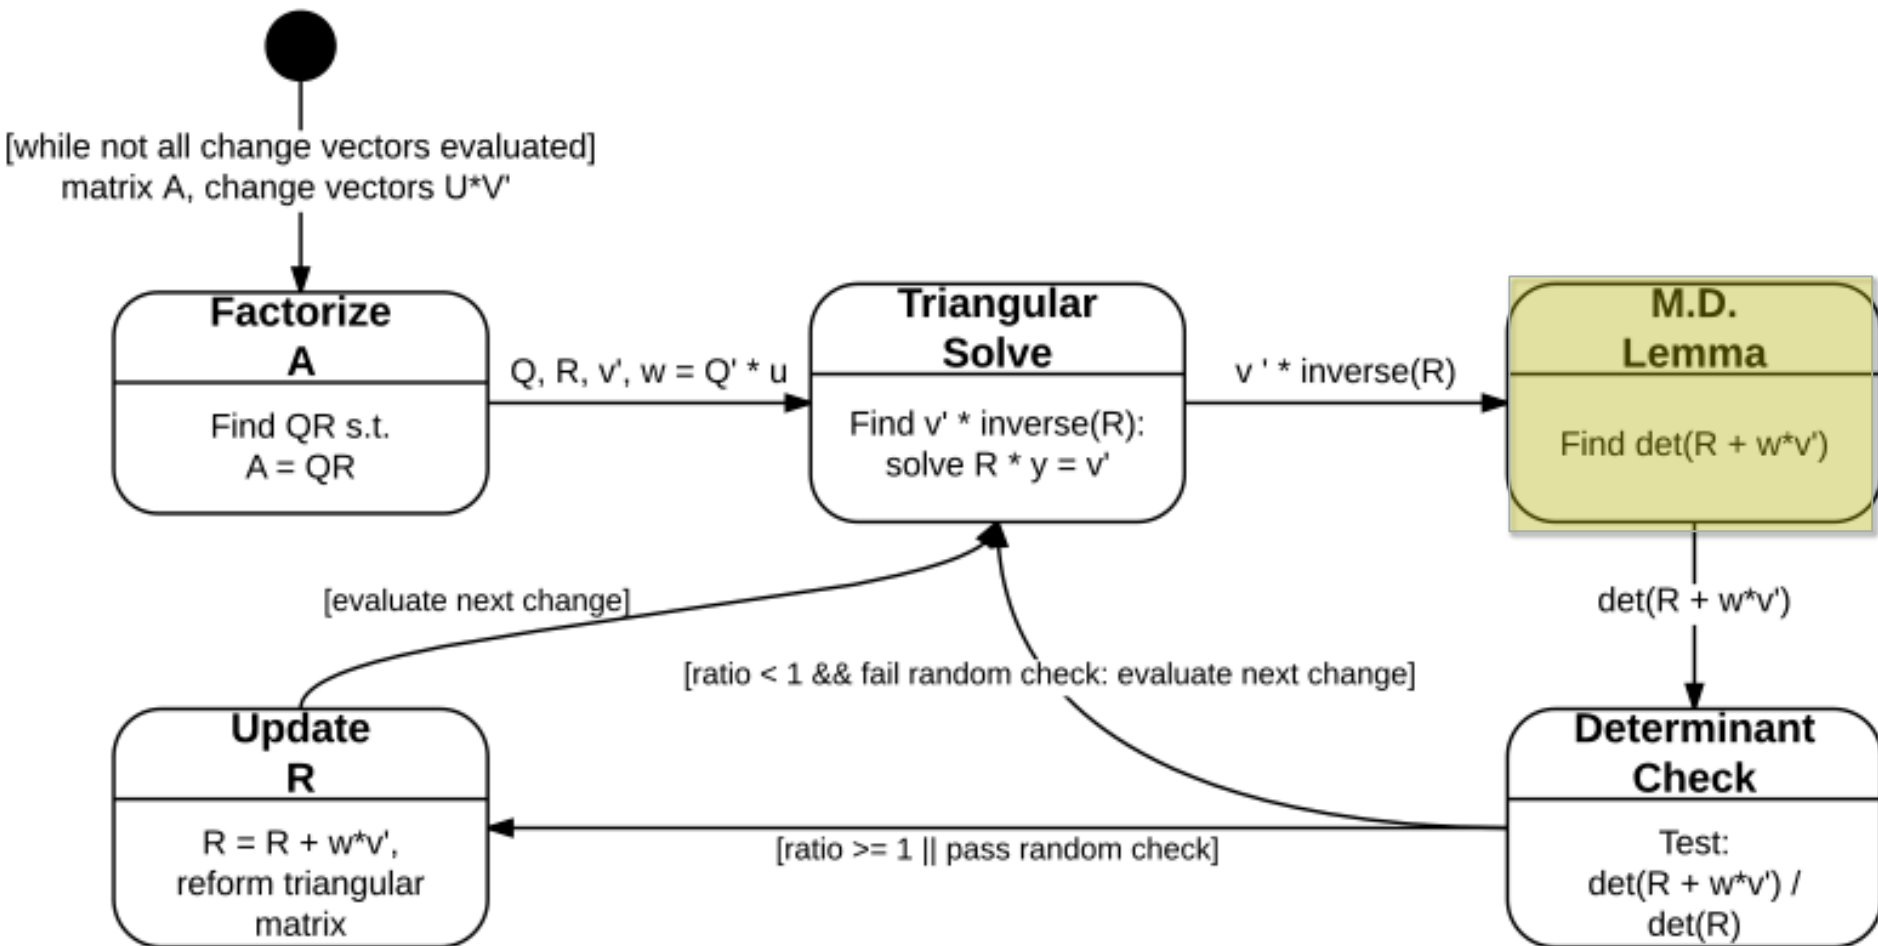 [while not all change vectors evaluated]
matrix A, change vectors U*V'
Factorize
A
Find QR s.t.
A = QR
Q, R, v', w = Q' * u
Triangular
Solve
Find v' * inverse(R):
solve R * y = v'
v ' * inverse(R)
M.D.
Lemma
Find det(R + w*v')
det(R + w*v')
[evaluate next change]
[ratio < 1 && fail random check: evaluate next change]
Update
R
R = R + w*v',
reform triangular
matrix
[ratio >= 1 || pass random check]
Determinant
Check
Test:
det(R + w*v') /
det(R)